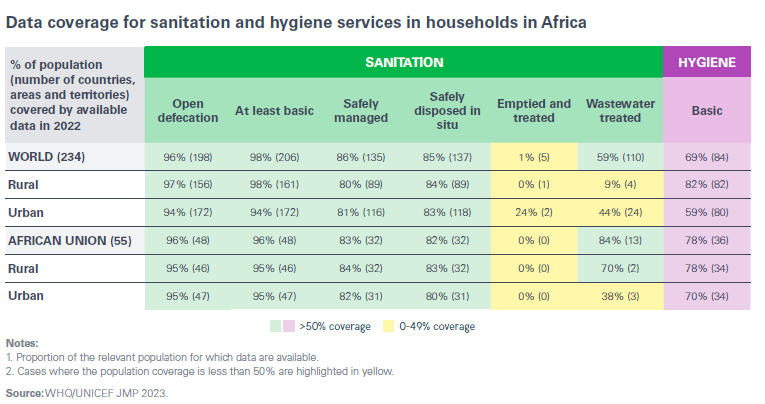 Data coverage for sanitation and hygiene services in households in Africa
% of population (number of countries, areas and territories) covered by available data in 2022
SANITATION HYGIENE
Open defecation At least basic Safely managed Safely disposed in situ Emptied and treated Wastewater treated Basic
WORLD (234) 96% (198) 98% (206) 86% (135) 85% (137) 1% (5) 59% (110) 69% (84)
Rural 97% (156) 98% (161) 80% (89) 84% (89) 0% (1) 9% (4) 82% (82)
Urban 94% (172) 94% (172) 81% (116) 83% (118) 24% (2) 44% (24) 59% (80)
AFRICAN UNION (55) 96% (48) 96% (48) 83% (32) 82% (32) 0% (0) 84% (13) 78% (36)
Rural 95% (46) 95% (46) 84% (32) 83% (32) 0% (0) 70% (2) 78% (34)
Urban 95% (47) 95% (47) 82% (31) 80% (31) 0% (0) 38% (3) 70% (34)
>50% coverage 0-49% coverage
Notes:
1. Proportion of the relevant population for which data are available.
2. Cases where the population coverage is less than 50% are highlighted in yellow.
Source: WHO/UNICEF JMP 2023.